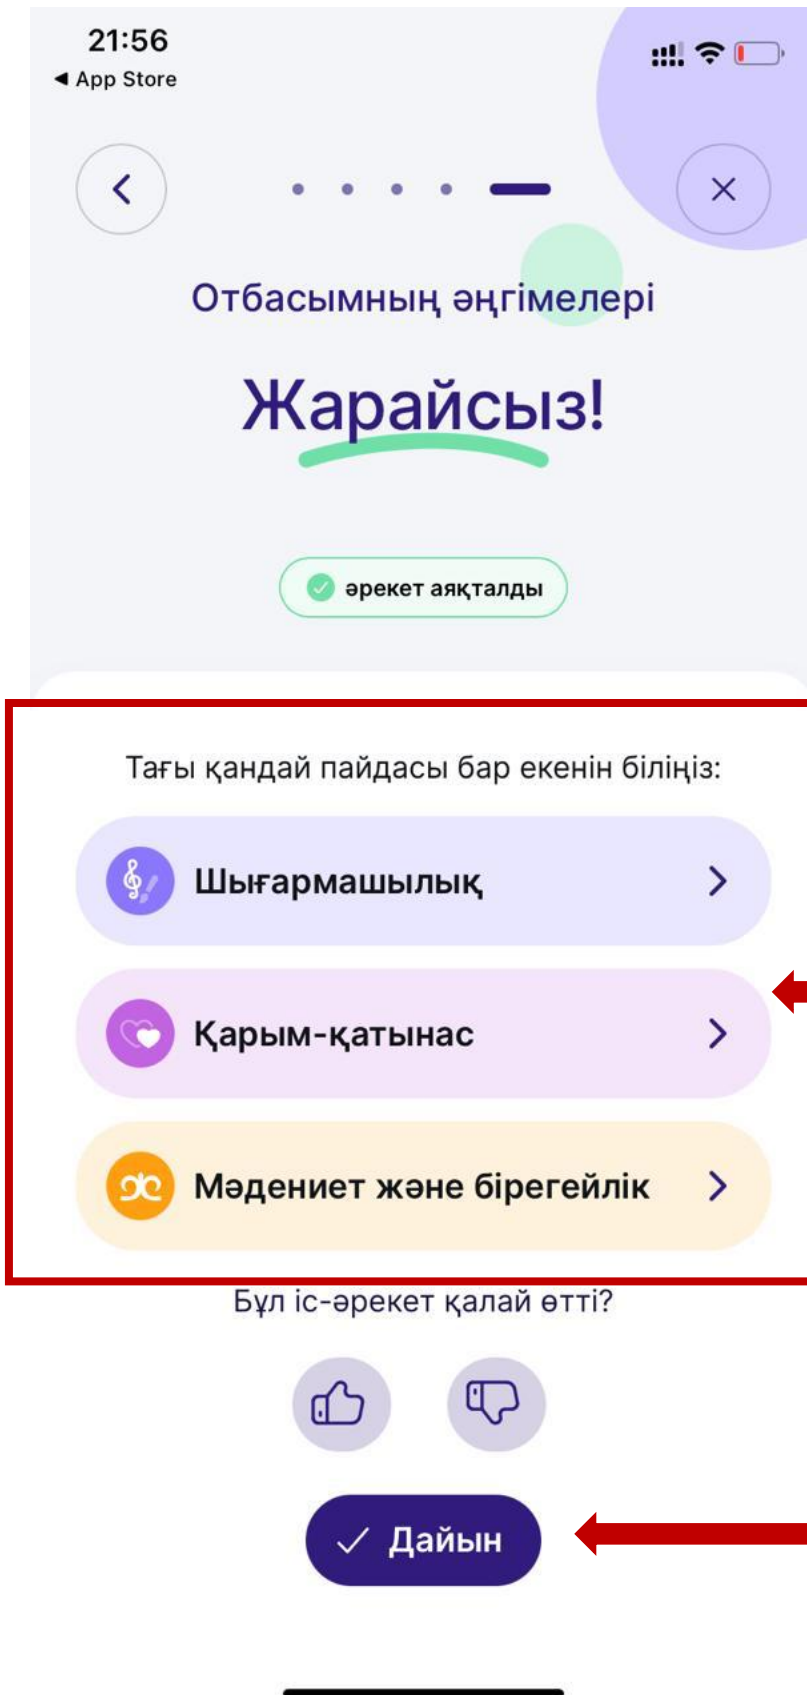 21:56
◀ App Store
Отбасымның әңгімелері
Жарайсыз!
әрекет аяқталды
Тағы қандай пайдасы бар екенін біліңіз:
Шығармашылық
Қарым-қатынас
Мәдениет және бірегейлік
Бұл іс-әрекет қалай өтті?
Дайын